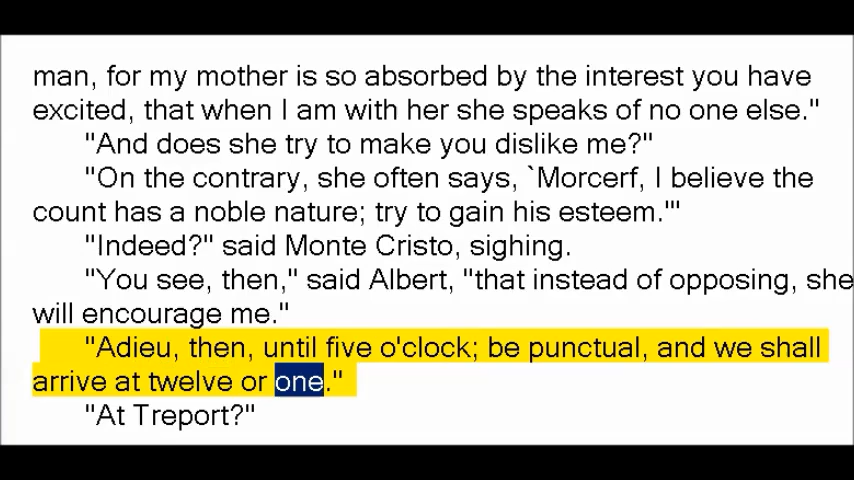 man, for my mother is so absorbed by the interest you have
excited, that when I am with her she speaks of no one else."
"And does she try to make you dislike me?"
"On the contrary, she often says, `Morcerf, I believe the
count has a noble nature; try to gain his esteem.'"
"Indeed?" said Monte Cristo, sighing.
"You see, then," said Albert, "that instead of opposing, she
will encourage me."
"Adieu, then, until five o'clock; be punctual, and we shall
arrive at twelve or one."
"At Treport?"